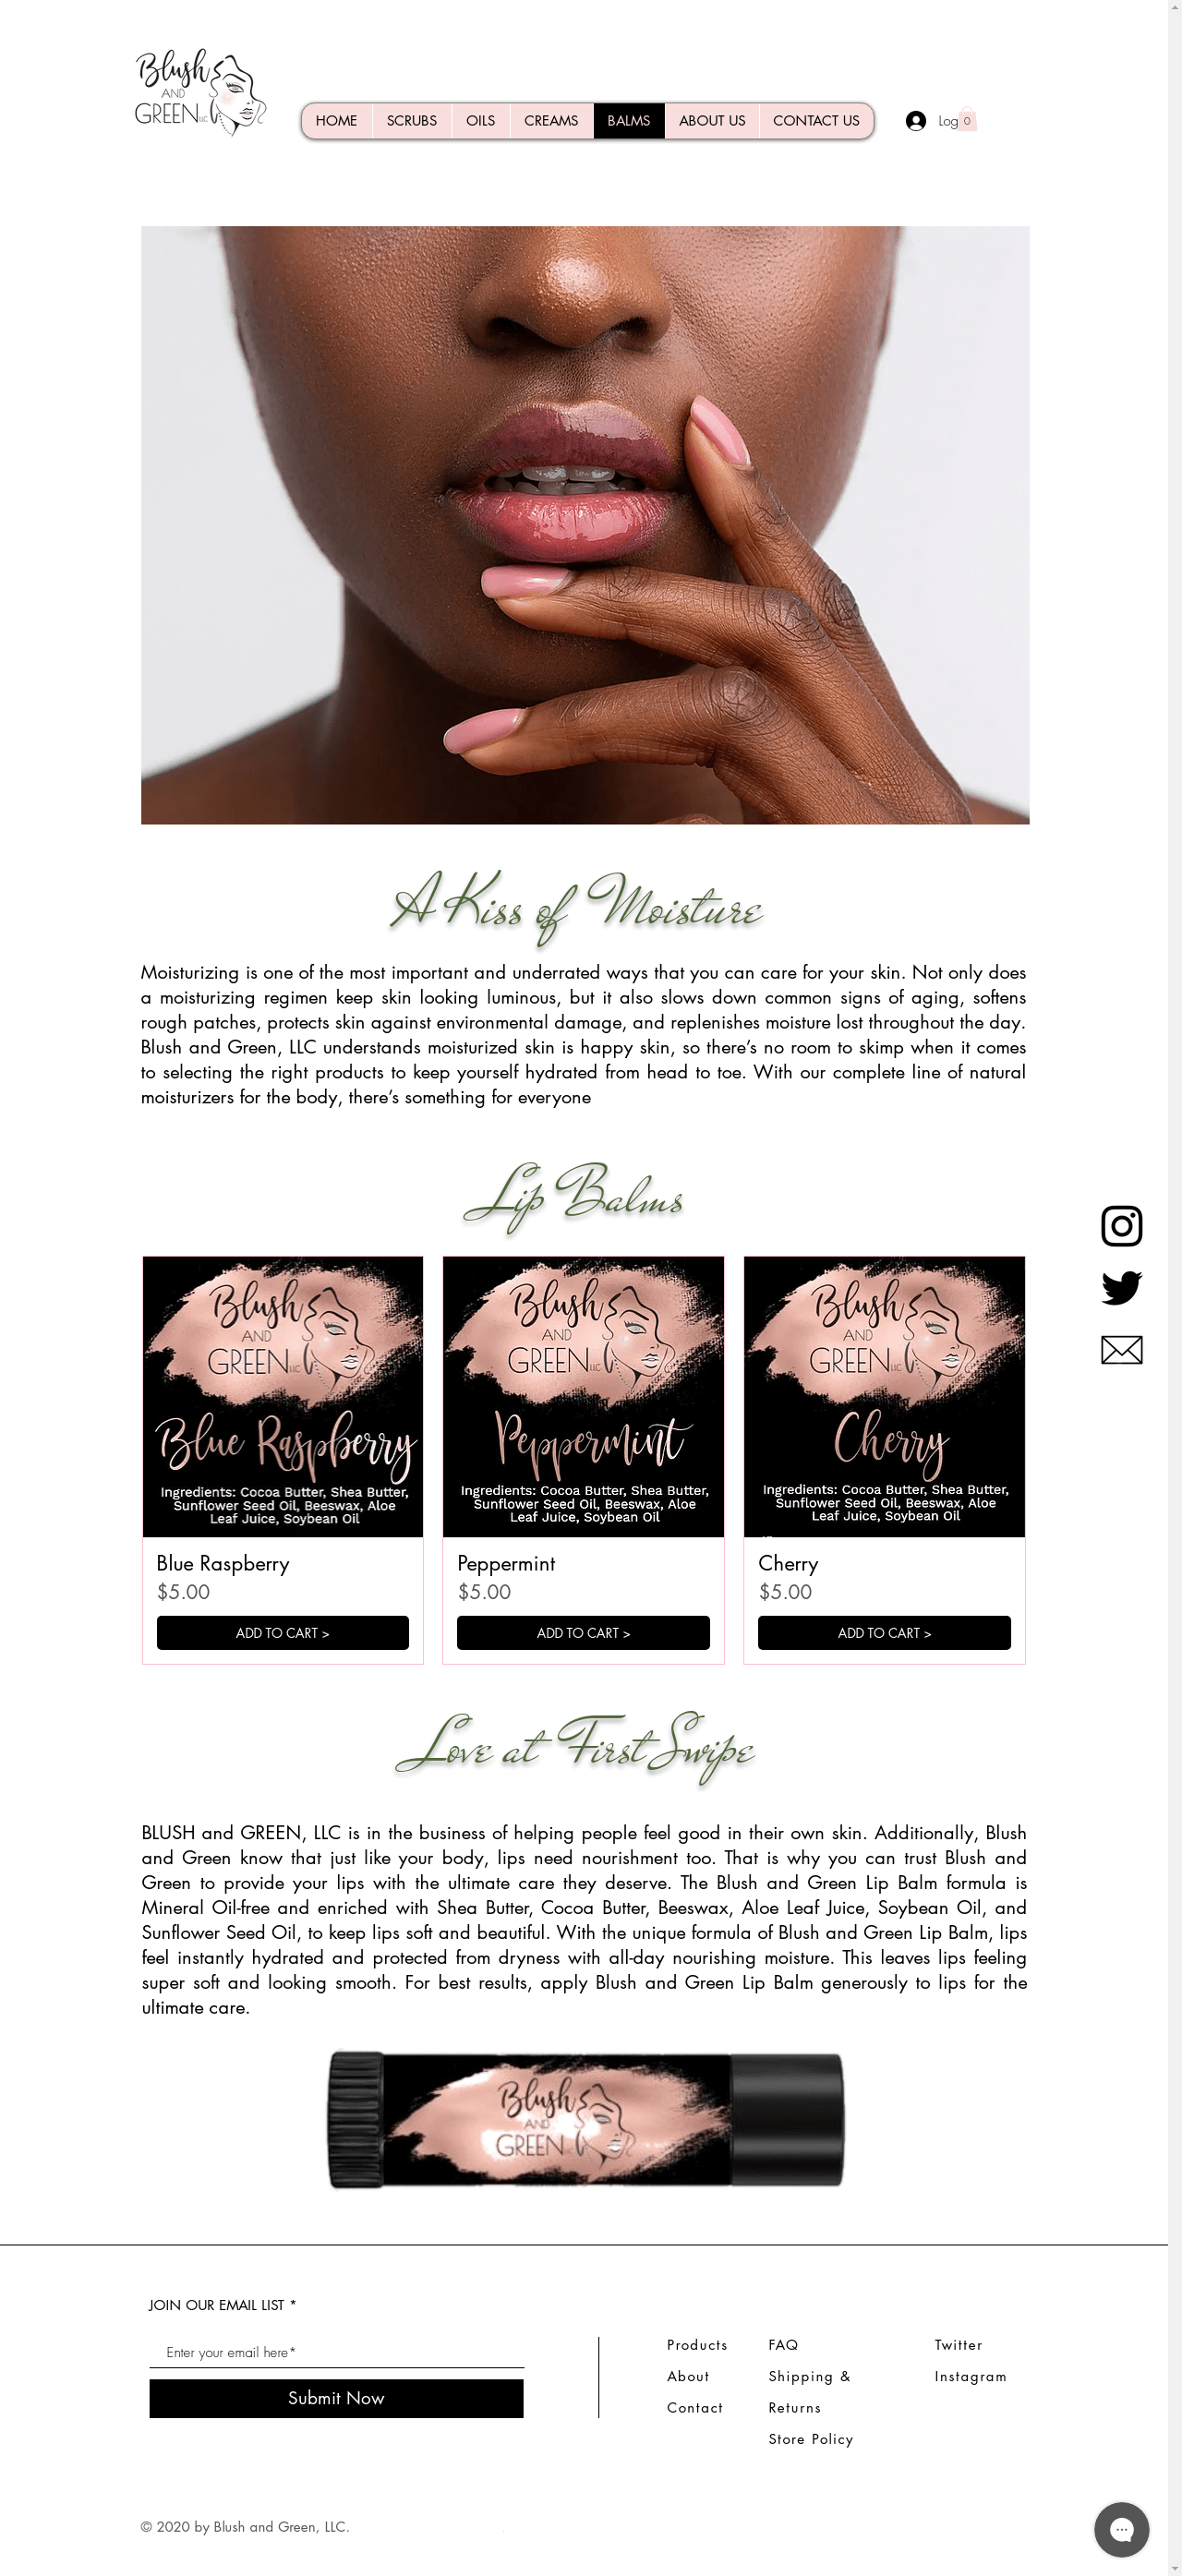 Blush
AND
GREEN LLC
HOME
SCRUBS
OILS
CREAMS
BALMS
ABOUT US
CONTACT US
Log
0
A Kiss of Moisture
Moisturizing is one of the most important and underrated ways that you can care for your skin. Not only does
a moisturizing regimen keep skin looking luminous, but it also slows down common signs of aging, softens
rough patches, protects skin against environmental damage, and replenishes moisture lost throughout the day.
Blush and Green, LLC understands moisturized skin is happy skin, so there’s no room to skimp when it comes
to selecting the right products to keep yourself hydrated from head to toe. With our complete line of natural
moisturizers for the body, there’s something for everyone
Lip Balms
Blush
AND
GREEN LLC
Blue Raspberry
Ingredients: Cocoa Butter, Shea Butter,
Sunflower Seed Oil, Beeswax, Aloe
Leaf Juice, Soybean Oil
Blue Raspberry
$5.00
ADD TO CART >
Blush
AND
GREEN LLC
Peppermint
Ingredients: Cocoa Butter, Shea Butter,
Sunflower Seed Oil, Beeswax, Aloe
Leaf Juice, Soybean Oil
Peppermint
$5.00
ADD TO CART >
Blush
AND
GREEN LLC
Cherry
Ingredients: Cocoa Butter, Shea Butter,
Sunflower Seed Oil, Beeswax, Aloe
Leaf Juice, Soybean Oil
Cherry
$5.00
ADD TO CART >
Love at First Swipe
BLUSH and GREEN, LLC is in the business of helping people feel good in their own skin. Additionally, Blush
and Green know that just like your body, lips need nourishment too. That is why you can trust Blush and
Green to provide your lips with the ultimate care they deserve. The Blush and Green Lip Balm formula is
Mineral Oil-free and enriched with Shea Butter, Cocoa Butter, Beeswax, Aloe Leaf Juice, Soybean Oil, and
Sunflower Seed Oil, to keep lips soft and beautiful. With the unique formula of Blush and Green Lip Balm, lips
feel instantly hydrated and protected from dryness with all-day nourishing moisture. This leaves lips feeling
super soft and looking smooth. For best results, apply Blush and Green Lip Balm generously to lips for the
ultimate care.
Blush
AND
GREEN
JOIN OUR EMAIL LIST *
Enter your email here*
Submit Now
Products
About
Contact
FAQ
Shipping &
Returns
Store Policy
Twitter
Instagram
© 2020 by Blush and Green, LLC.